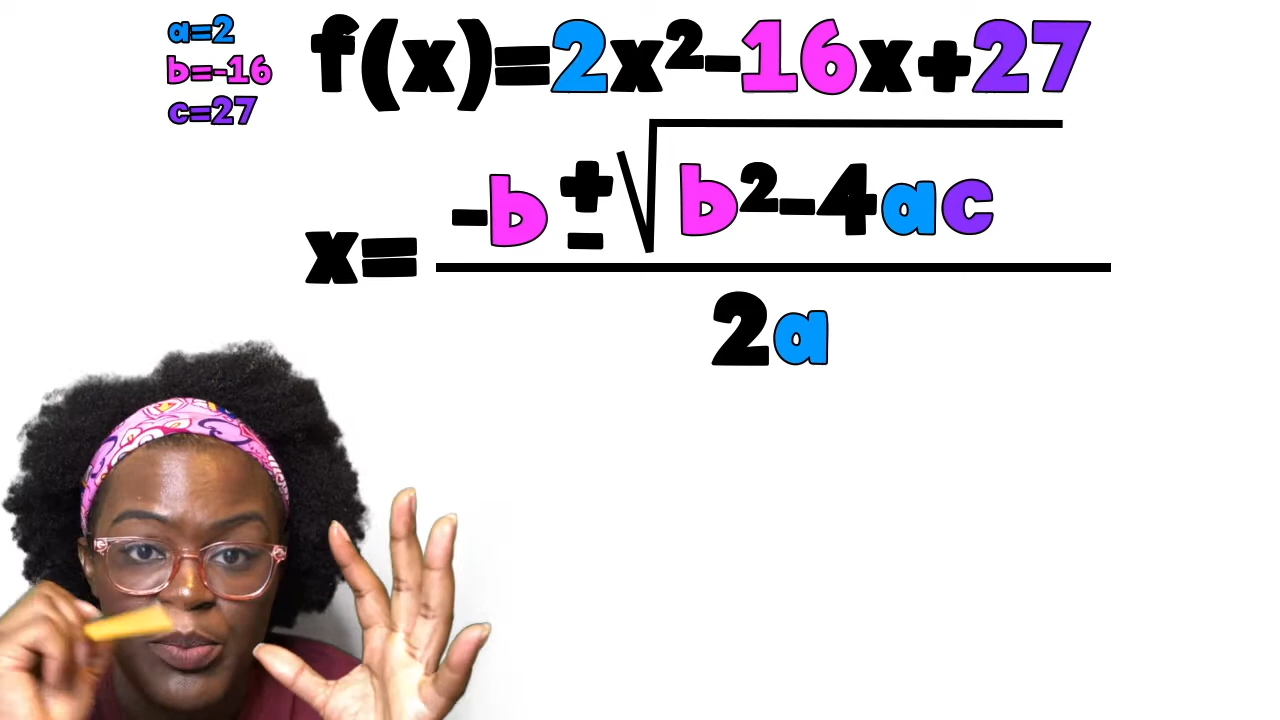 a=2
b=-16
c=27
f(x)=2x²-16x+27
x=
-b±√b²-4ac
2a